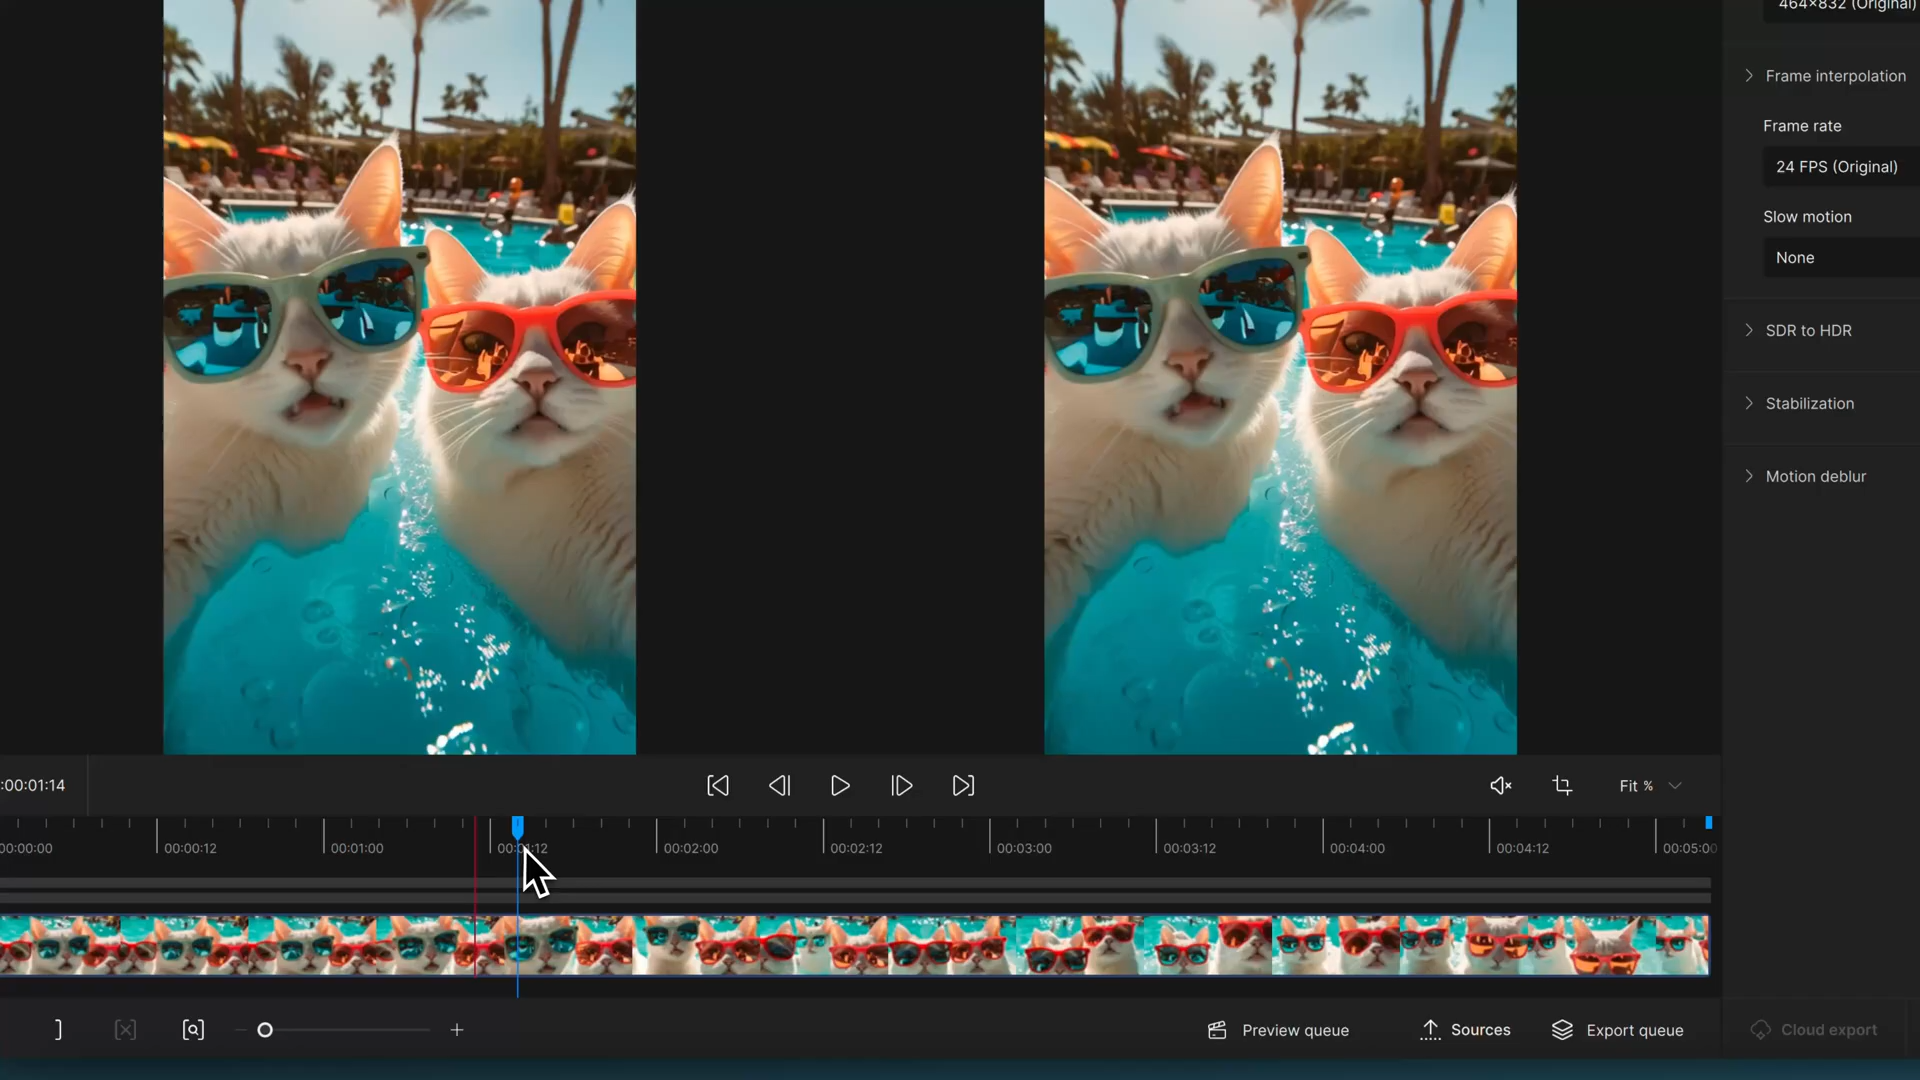 464×832 (Original)
Frame interpolation
Frame rate
24 FPS (Original)
Slow motion
None
SDR to HDR
Stabilization
Motion deblur
:00:01:14
Fit %
00:00:00
00:00:12
00:01:00
00:01:12
00:02:00
00:02:12
00:03:00
00:03:12
00:04:00
00:04:12
00:05:00
Preview queue
Sources
Export queue
Cloud export